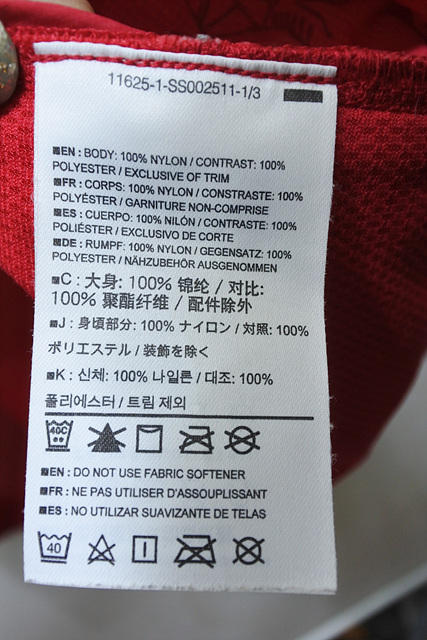 11625-1-SS002511-1/3
EN : BODY: 100% NYLON / CONTRAST: 100%
POLYESTER / EXCLUSIVE OF TRIM
FR : CORPS: 100% NYLON / CONSTRASTE: 100%
POLYÉSTER / GARNITURE NON-COMPRISE
ES : CUERPO: 100% NILÓN / CONTRASTE: 100%
POLIÉSTER / EXCLUSIVO DE CORTE
DE : RUMPF: 100% NYLON / GEGENSATZ: 100%
POLYESTER / NÄHZUBEHÖR AUSGENOMMEN
C : 大身: 100% 锦纶 / 对比:
100% 聚酯纤维 / 配件除外
J : 身頃部分: 100% ナイロン / 対照: 100%
ポリエステル / 装飾を除く
K : 신체: 100% 나일론 / 대조: 100%
폴리에스터 / 트림 제외
40C
EN : DO NOT USE FABRIC SOFTENER
FR : NE PAS UTILISER D'ASSOUPLISSANT
ES : NO UTILIZAR SUAVIZANTE DE TELAS
40